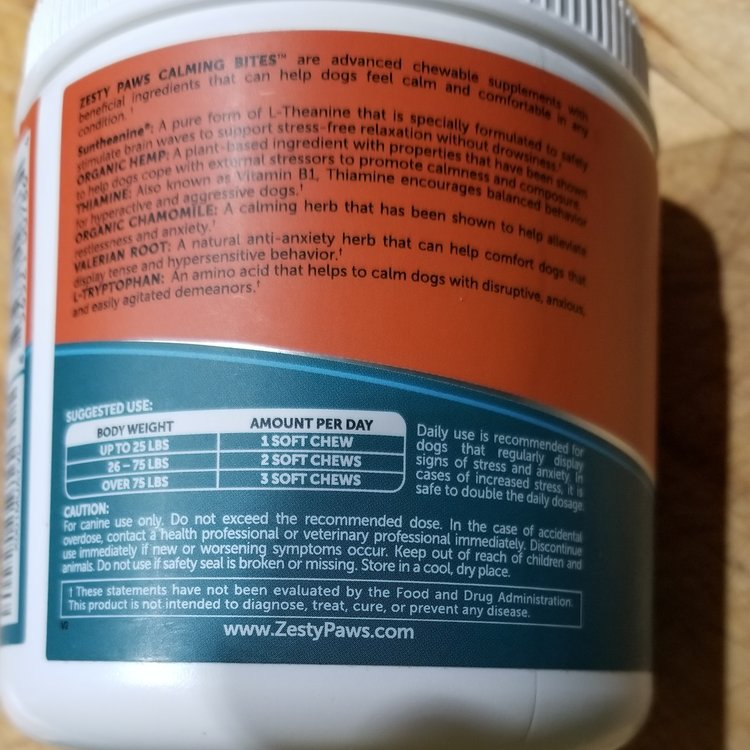 ZESTY PAWS CALMING BITES™ are advanced chewable supplements with
beneficial ingredients that can help dogs feel calm and comfortable in any
condition.†
Suntheanine®: A pure form of L-Theanine that is specially formulated to safely
stimulate brain waves to support stress-free relaxation without drowsiness.†
ORGANIC HEMP: A plant-based ingredient with properties that have been shown
to help dogs cope with external stressors to promote calmness and composure.
THIAMINE: Also known as Vitamin B1, Thiamine encourages balanced behavior
for hyperactive and aggressive dogs.†
ORGANIC CHAMOMILE: A calming herb that has been shown to help alleviate
restlessness and anxiety.†
VALERIAN ROOT: A natural anti-anxiety herb that can help comfort dogs that
display tense and hypersensitive behavior.†
L-TRYPTOPHAN: An amino acid that helps to calm dogs with disruptive, anxious,
and easily agitated demeanors.†
SUGGESTED USE:
BODY WEIGHT AMOUNT PER DAY
UP TO 25 LBS 1 SOFT CHEW
26 – 75 LBS 2 SOFT CHEWS
OVER 75 LBS 3 SOFT CHEWS
Daily use is recommended for
dogs that regularly display
signs of stress and anxiety. In
cases of increased stress, it is
safe to double the daily dosage.
CAUTION:
For canine use only. Do not exceed the recommended dose. In the case of accidental
overdose, contact a health professional or veterinary professional immediately. Discontinue
use immediately if new or worsening symptoms occur. Keep out of reach of children and
animals. Do not use if safety seal is broken or missing. Store in a cool, dry place.
† These statements have not been evaluated by the Food and Drug Administration.
This product is not intended to diagnose, treat, cure, or prevent any disease.
V2
www.ZestyPaws.com